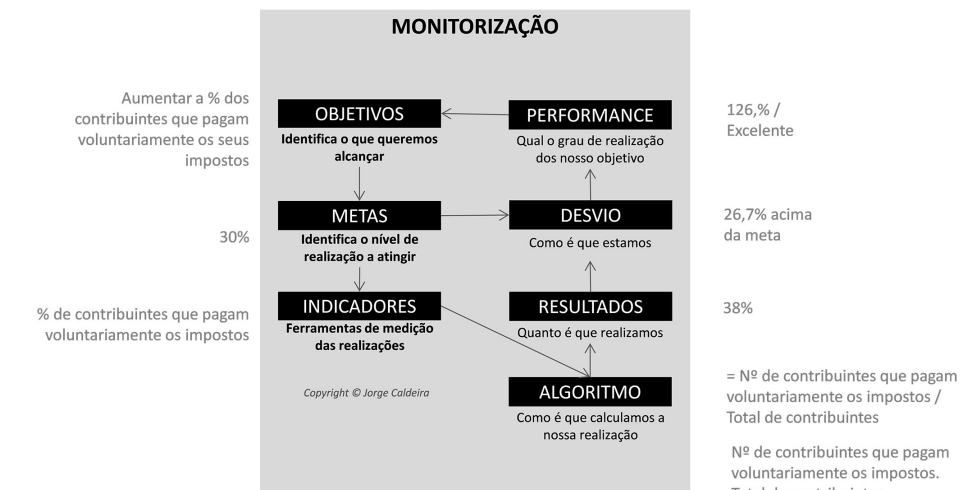 MONITORIZAÇÃO
Aumentar a % dos
contribuintes que pagam
voluntariamente os seus
impostos
OBJETIVOS
Identifica o que queremos
alcançar
PERFORMANCE
Qual o grau de realização
dos nosso objetivo
126,% /
Excelente
30%
METAS
Identifica o nível de
realização a atingir
DESVIO
Como é que estamos
26,7% acima
da meta
% de contribuintes que pagam
voluntariamente os impostos
INDICADORES
Ferramentas de medição
das realizações
RESULTADOS
Quanto é que realizamos
38%
Copyright © Jorge Caldeira
ALGORITMO
Como é que calculamos a
nossa realização
= Nº de contribuintes que pagam
voluntariamente os impostos /
Total de contribuintes
Nº de contribuintes que pagam
voluntariamente os impostos.